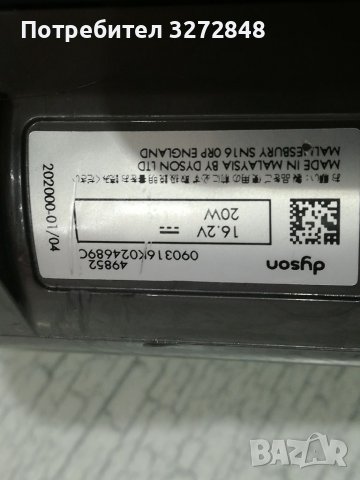 Потребител 3272848
dyson
49852
090316K024689C
16.2V
20W
MADE IN MALAYSIA BY DYSON LTD
MALMESBURY SN16 0RP ENGLAND
202000-01/04
BAZAR